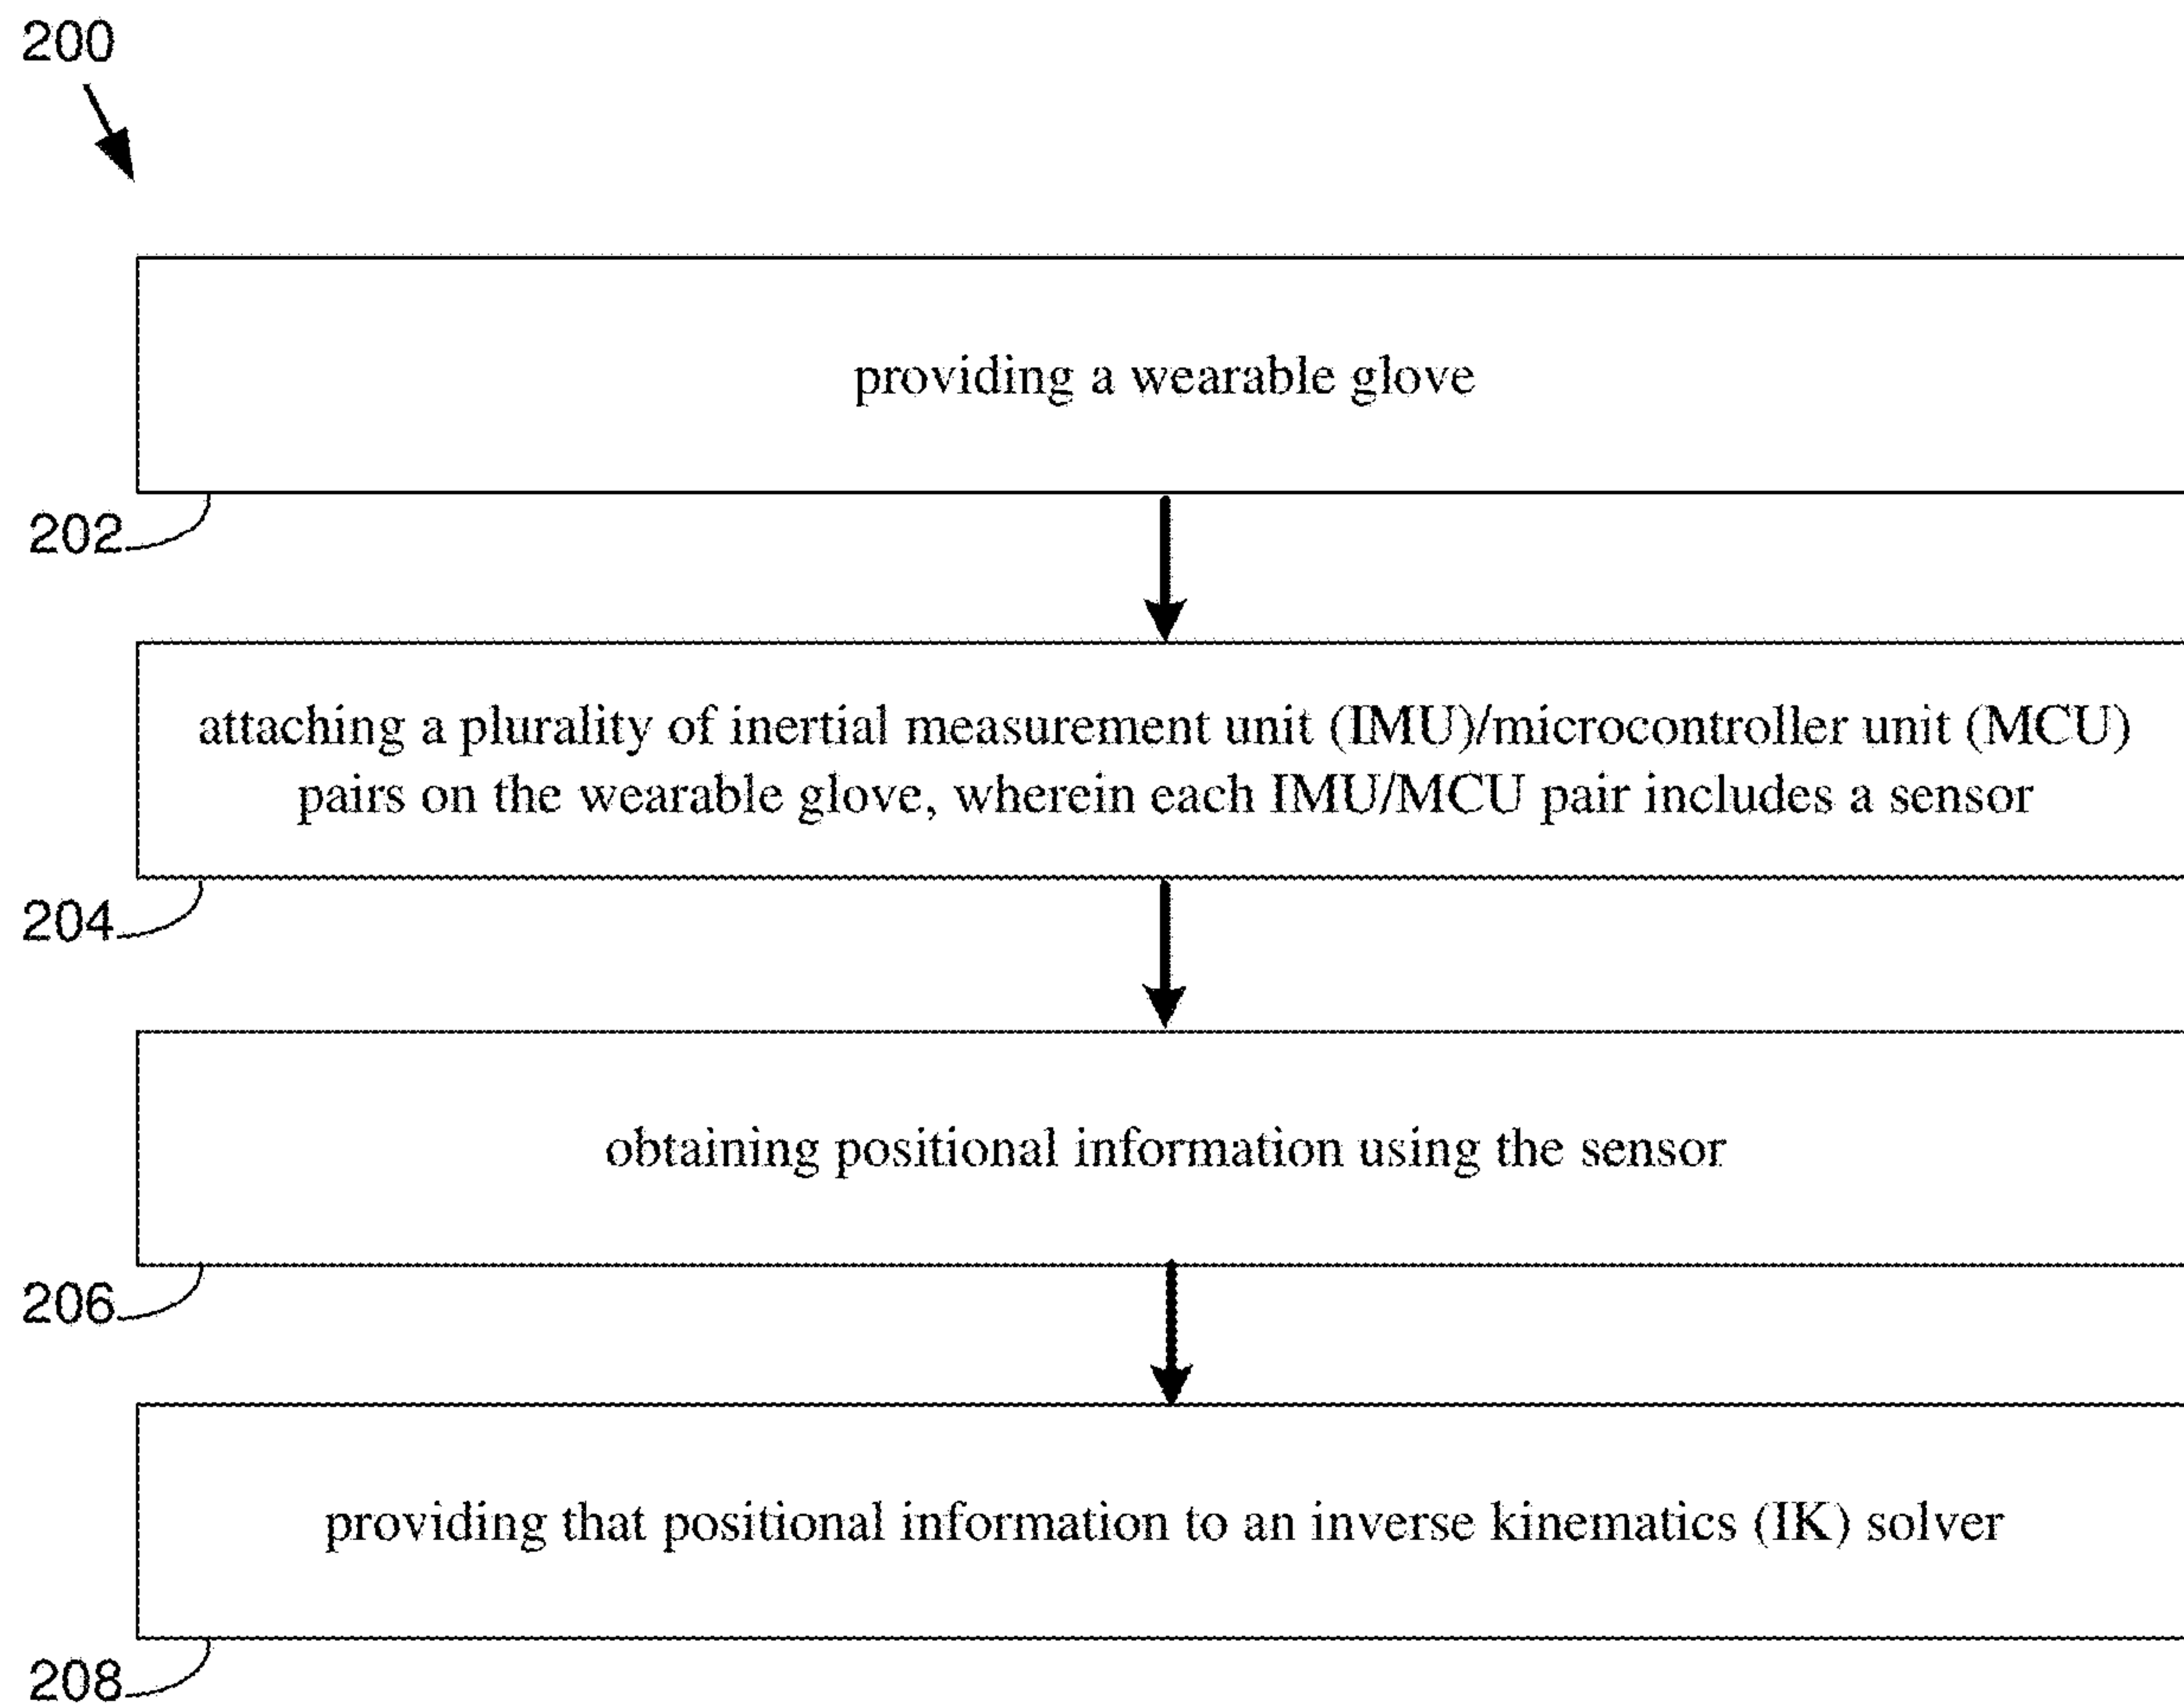 200
providing a wearable glove
202
attaching a plurality of inertial measurement unit (IMU)/microcontroller unit (MCU)
pairs on the wearable glove, wherein each IMU/MCU pair includes a sensor
204
obtaining positional information using the sensor
206
providing that positional information to an inverse kinematics (IK) solver
208